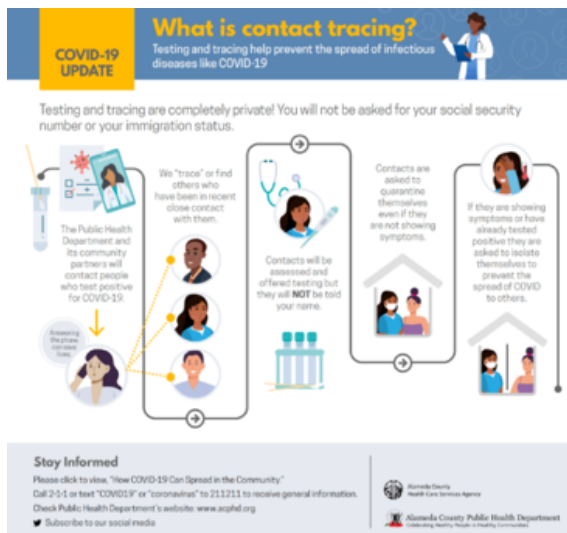 What is contact tracing?
COVID-19
UPDATE
Testing and tracing help prevent the spread of infectious
diseases like COVID-19
Testing and tracing are completely private! You will not be asked for your social security
number or your immigration status.
The Public Health
Department and
its community
partners will
contact people
who test positive
for COVID-19.
Answering
the phone
can save
lives.
We "trace" or find
others who
have been in recent
close contact
with them.
Contacts will be
assessed and
offered testing but
they will NOT be told
your name.
Contacts are
asked to
quarantine
themselves
even if they
are not showing
symptoms.
If they are showing
symptoms or have
already tested
positive they are
asked to isolate
themselves to
prevent the
spread of COVID
to others.
Stay Informed
Please click to view, "How COVID-19 Can Spread in the Community."
Call 2-1-1 or text "COVID19" or "coronavirus" to 211211 to receive general information.
Check Public Health Department's website: www.acphd.org
Subscribe to our social media
Alameda County
Health Care Services Agency
Alameda County Public Health Department
Celebrating Healthy People in Healthy Communities